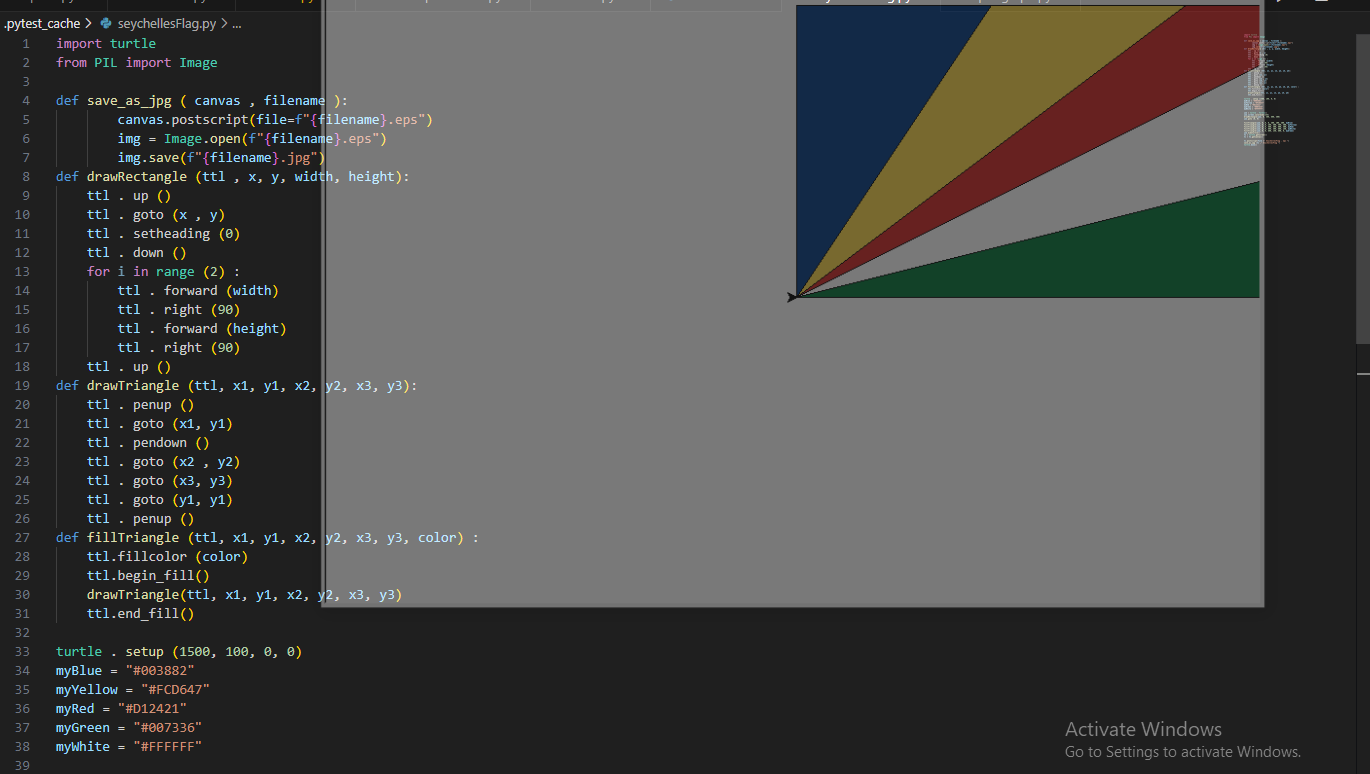 .pytest_cache > seychellesFlag.py > ...
1 import turtle
2 from PIL import Image
3
4 def save_as_jpg ( canvas , filename ):
5 canvas.postscript(file=f"{filename}.eps")
6 img = Image.open(f"{filename}.eps")
7 img.save(f"{filename}.jpg")
8 def drawRectangle (ttl , x, y, width, height):
9 ttl . up ()
10 ttl . goto (x , y)
11 ttl . setheading (0)
12 ttl . down ()
13 for i in range (2) :
14 ttl . forward (width)
15 ttl . right (90)
16 ttl . forward (height)
17 ttl . right (90)
18 ttl . up ()
19 def drawTriangle (ttl, x1, y1, x2, y2, x3, y3):
20 ttl . penup ()
21 ttl . goto (x1, y1)
22 ttl . pendown ()
23 ttl . goto (x2 , y2)
24 ttl . goto (x3, y3)
25 ttl . goto (y1, y1)
26 ttl . penup ()
27 def fillTriangle (ttl, x1, y1, x2, y2, x3, y3, color) :
28 ttl.fillcolor (color)
29 ttl.begin_fill()
30 drawTriangle(ttl, x1, y1, x2, y2, x3, y3)
31 ttl.end_fill()
32
33 turtle . setup (1500, 100, 0, 0)
34 myBlue = "#003882"
35 myYellow = "#FCD647"
36 myRed = "#D12421"
37 myGreen = "#007336"
38 myWhite = "#FFFFFF"
39
Activate Windows
Go to Settings to activate Windows.